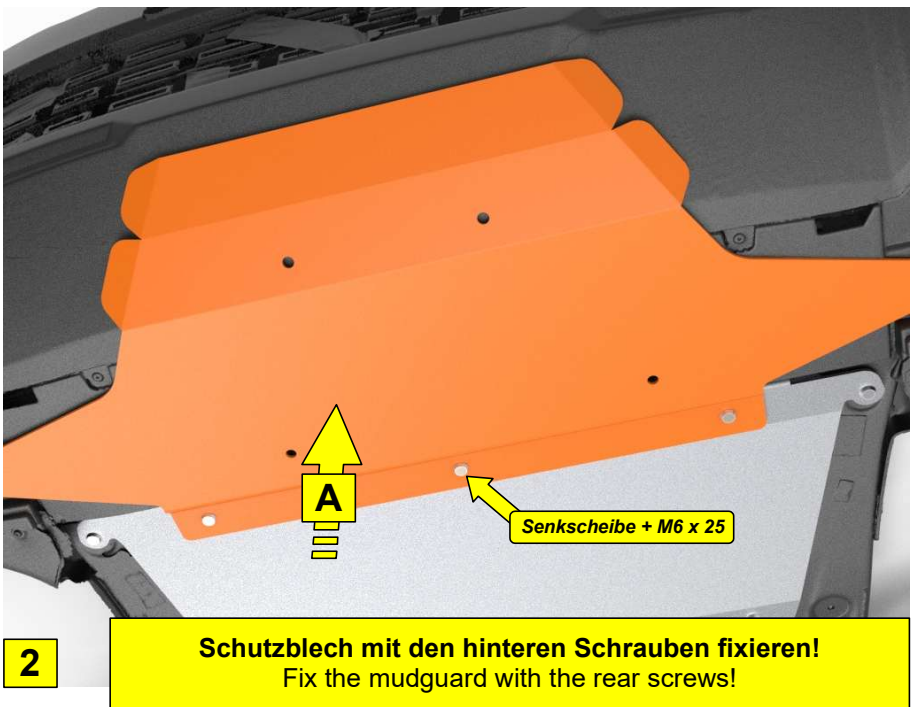 A
Senkscheibe + M6 x 25
2
Schutzblech mit den hinteren Schrauben fixieren!
Fix the mudguard with the rear screws!